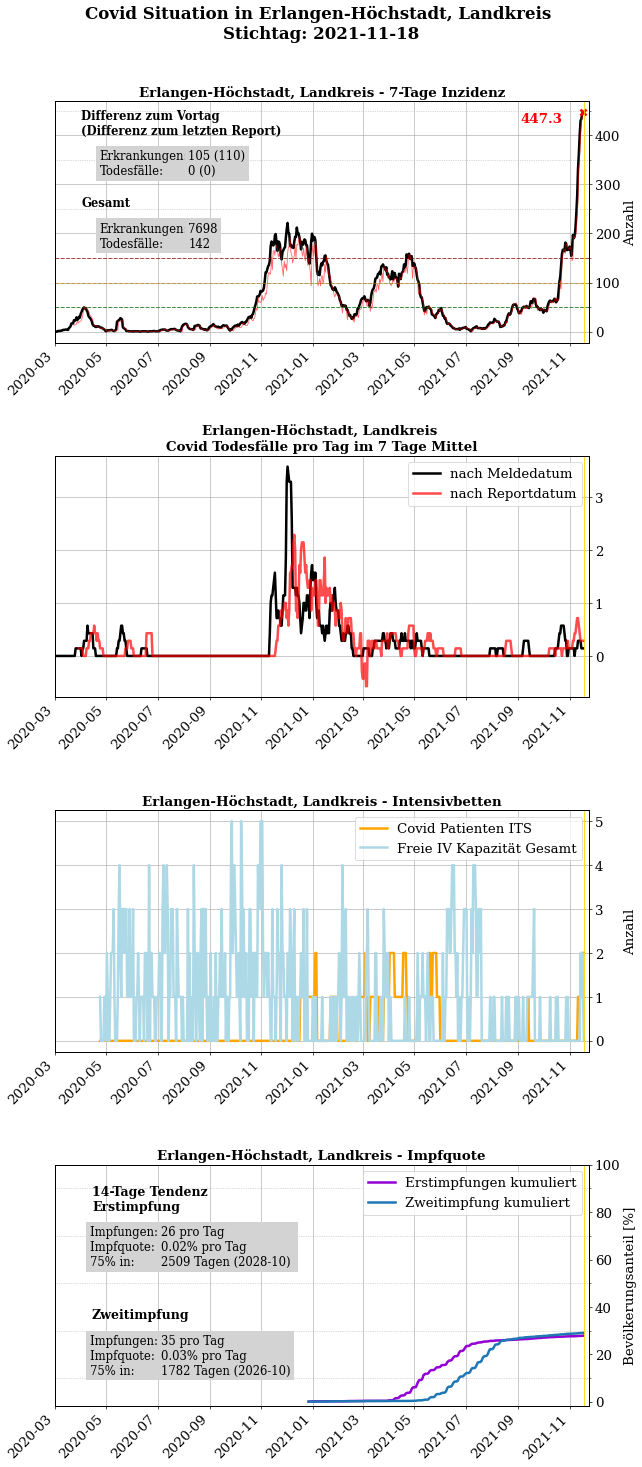 Covid Situation in Erlangen-Höchstadt, Landkreis
Stichtag: 2021-11-18
Erlangen-Höchstadt, Landkreis - 7-Tage Inzidenz
Differenz zum Vortag
(Differenz zum letzten Report)
Erkrankungen 105 (110)
Todesfälle: 0 (0)
Gesamt
Erkrankungen 7698
Todesfälle: 142
447.3
400
300
200
100
0
Anzahl
2020-03 2020-05 2020-07 2020-09 2020-11 2021-01 2021-03 2021-05 2021-07 2021-09 2021-11
Erlangen-Höchstadt, Landkreis
Covid Todesfälle pro Tag im 7 Tage Mittel
nach Meldedatum
nach Reportdatum
3
2
1
0
2020-03 2020-05 2020-07 2020-09 2020-11 2021-01 2021-03 2021-05 2021-07 2021-09 2021-11
Erlangen-Höchstadt, Landkreis - Intensivbetten
Covid Patienten ITS
Freie IV Kapazität Gesamt
5
4
3
2
1
0
Anzahl
2020-03 2020-05 2020-07 2020-09 2020-11 2021-01 2021-03 2021-05 2021-07 2021-09 2021-11
Erlangen-Höchstadt, Landkreis - Impfquote
14-Tage Tendenz
Erstimpfung
Impfungen: 26 pro Tag
Impfquote: 0.02% pro Tag
75% in: 2509 Tagen (2028-10)
Zweitimpfung
Impfungen: 35 pro Tag
Impfquote: 0.03% pro Tag
75% in: 1782 Tagen (2026-10)
Erstimpfungen kumuliert
Zweitimpfung kumuliert
100
80
60
40
20
0
Bevölkerungsanteil [%]
2020-03 2020-05 2020-07 2020-09 2020-11 2021-01 2021-03 2021-05 2021-07 2021-09 2021-11